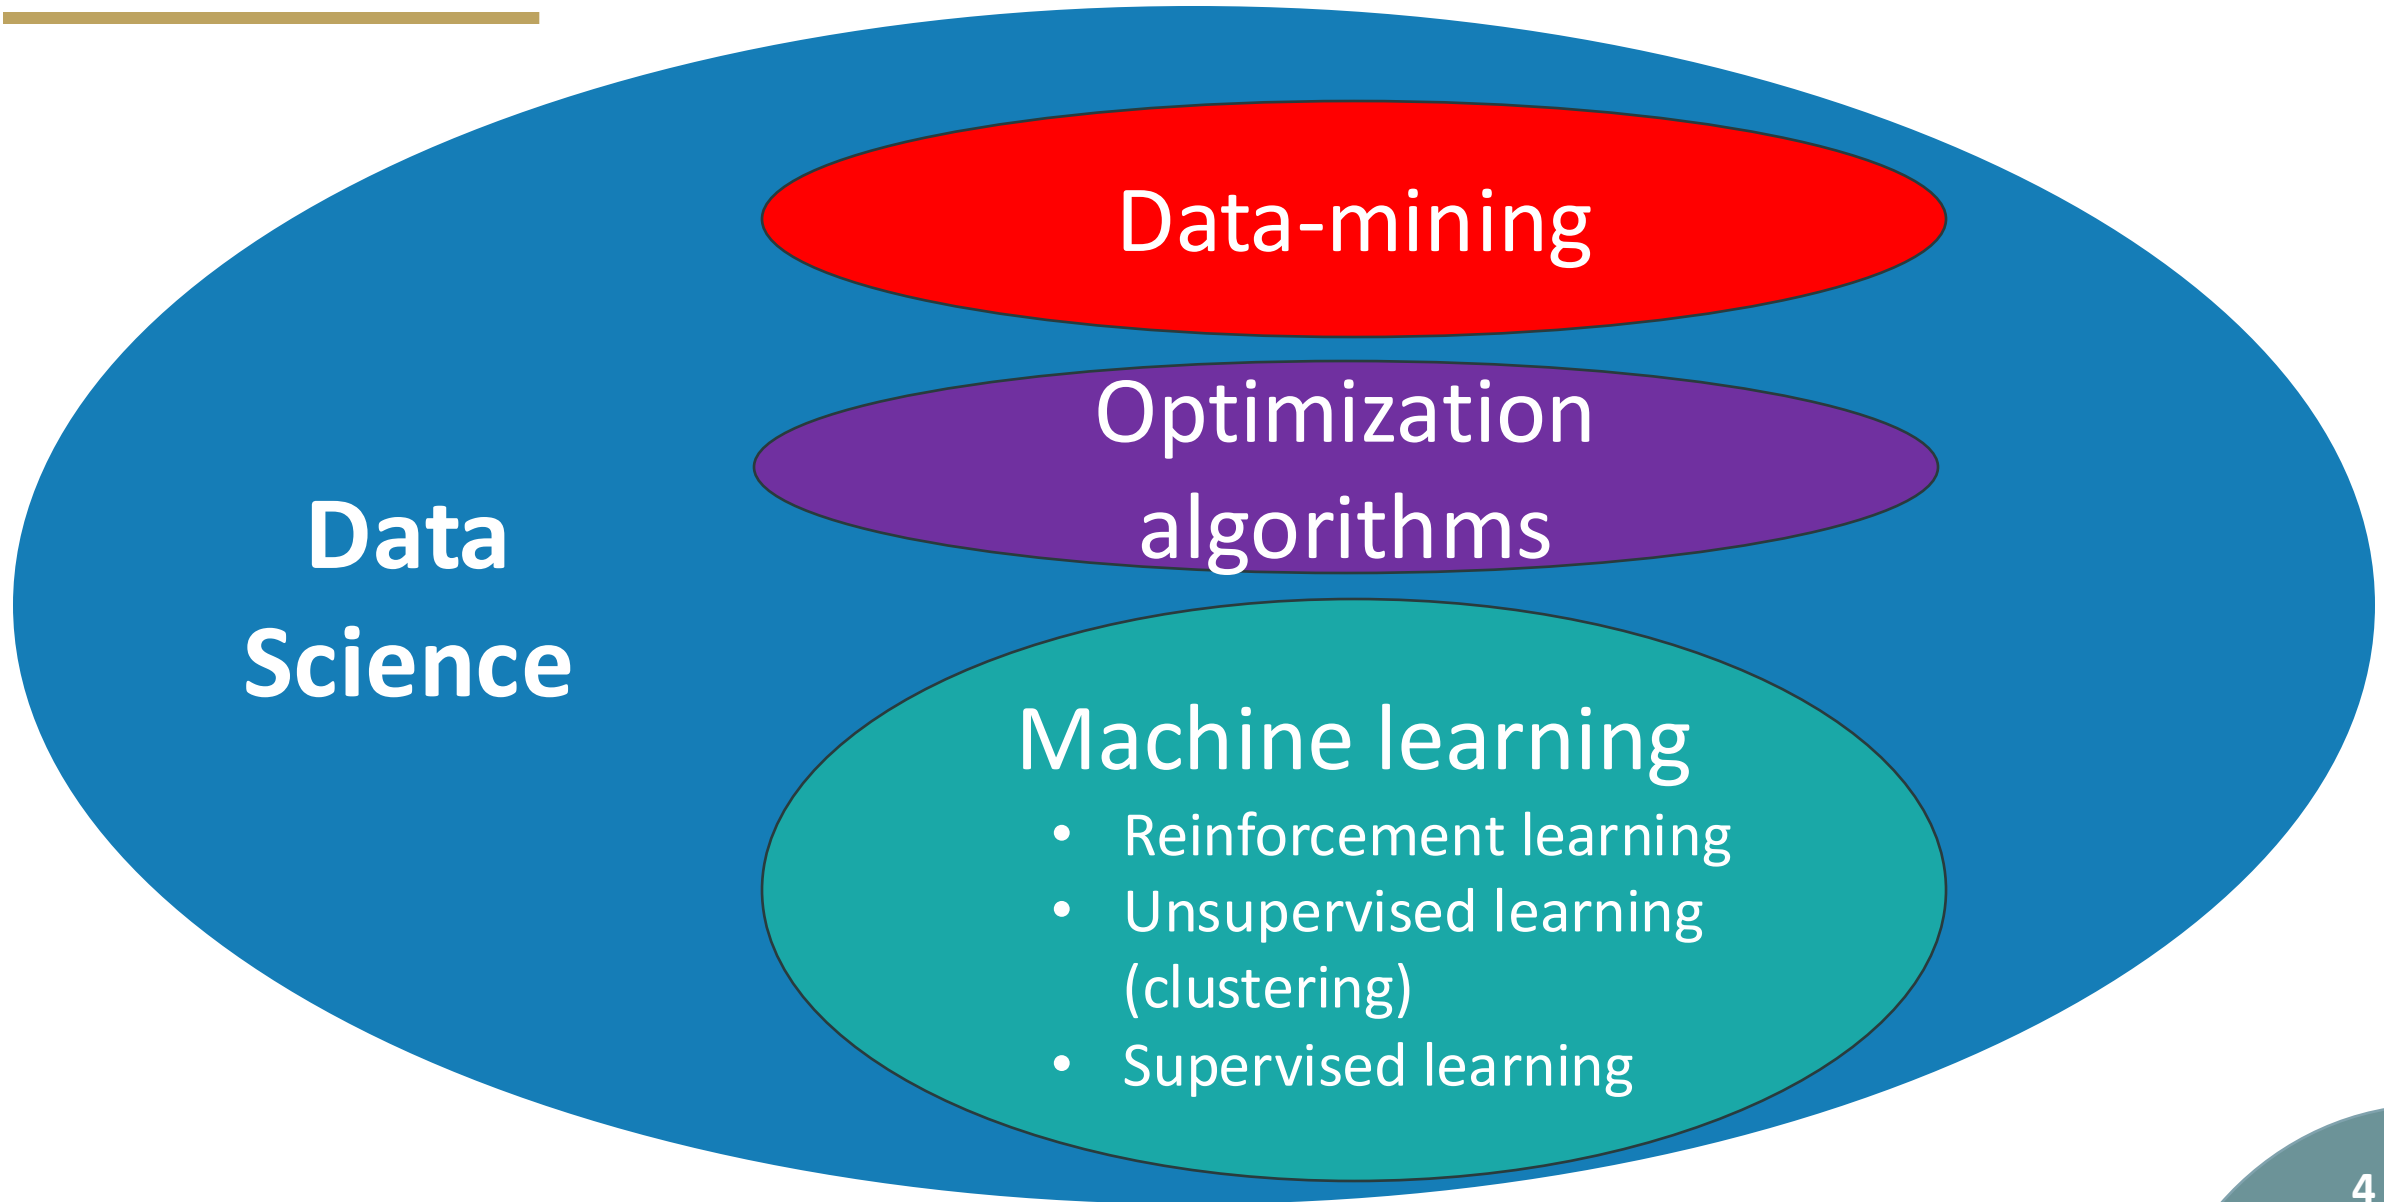 Data-mining
Optimization
algorithms
Data
Science
Machine learning
• Reinforcement learning
• Unsupervised learning
(clustering)
• Supervised learning
4